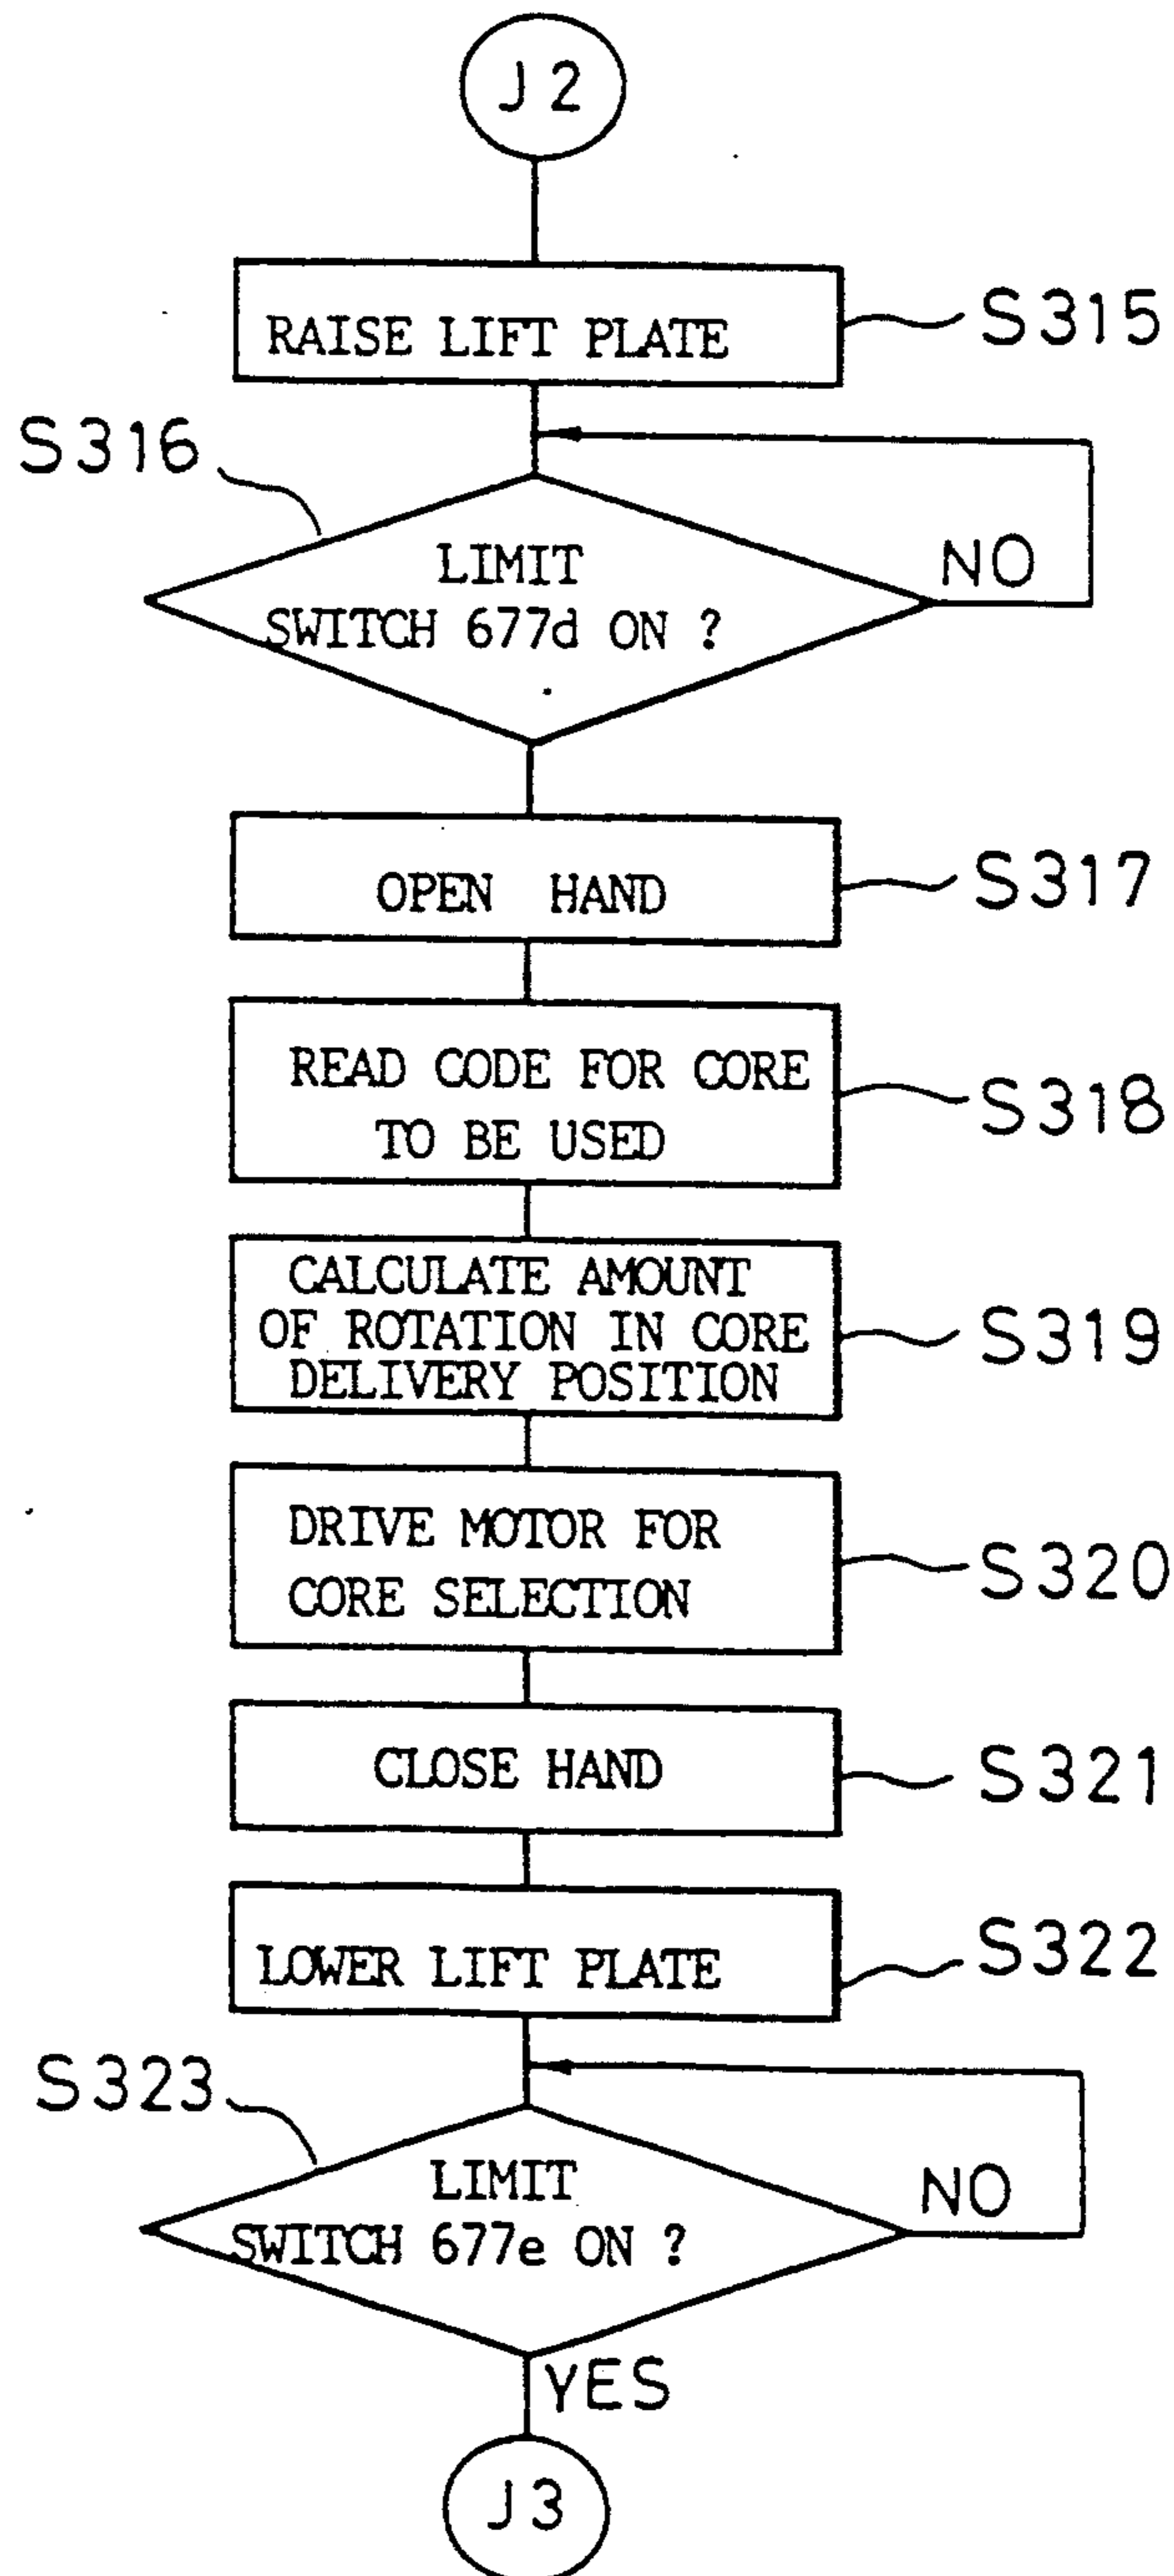 J2
RAISE LIFT PLATE
S315
S316
LIMIT
SWITCH 677d ON ?
NO
OPEN HAND
S317
READ CODE FOR CORE
TO BE USED
S318
CALCULATE AMOUNT
OF ROTATION IN CORE
DELIVERY POSITION
S319
DRIVE MOTOR FOR
CORE SELECTION
S320
CLOSE HAND
S321
LOWER LIFT PLATE
S322
S323
LIMIT
SWITCH 677e ON ?
NO
YES
J3